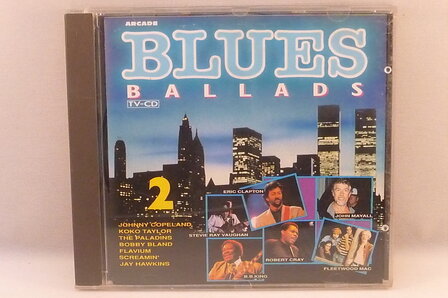 ARCADE
BLUES
BALLADS
TV-CD
2
JOHNNY COPELAND
KOKO TAYLOR
THE PALADINS
BOBBY BLAND
FLAVIUM
SCREAMIN'
JAY HAWKINS
ERIC CLAPTON
JOHN MAYALL
STEVIE RAY VAUGHAN
B.B. KING
ROBERT CRAY
FLEETWOOD MAC